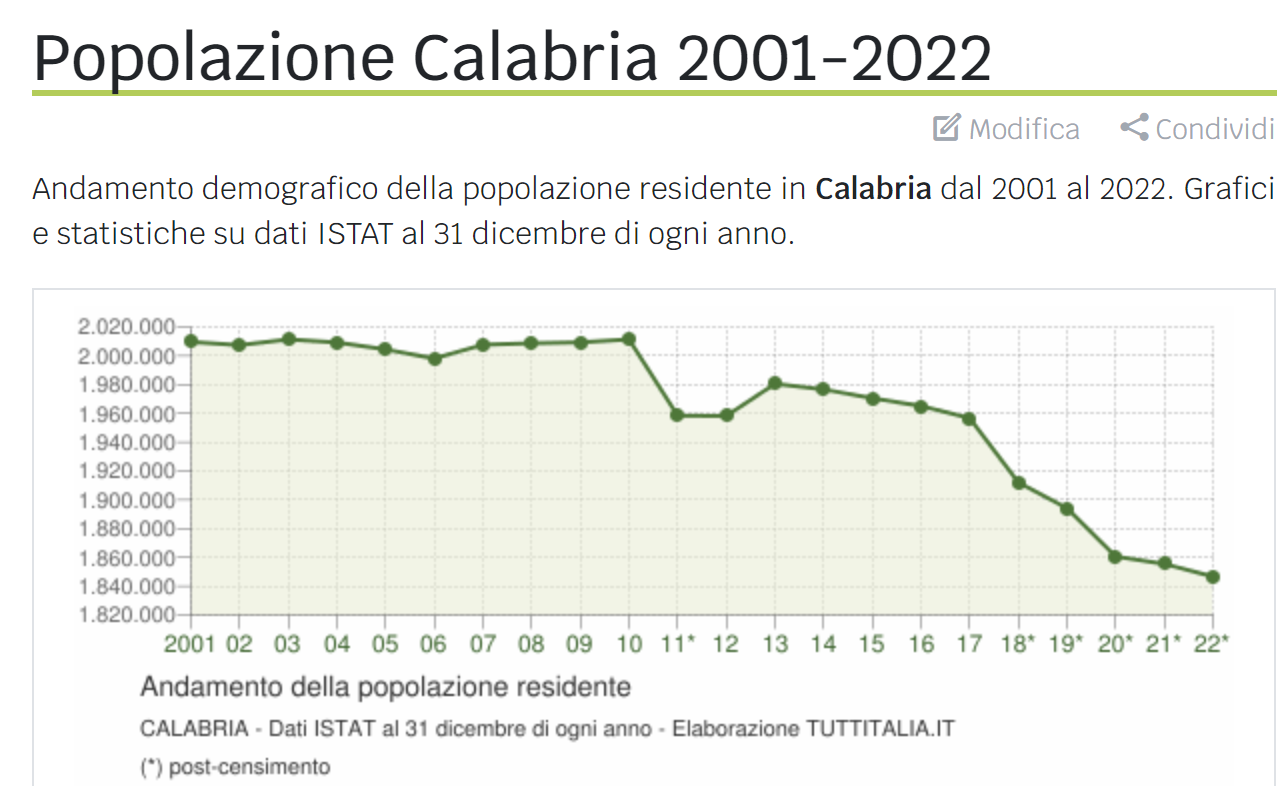 Popolazione Calabria 2001-2022
Modifica Condividi
Andamento demografico della popolazione residente in Calabria dal 2001 al 2022. Grafici
e statistiche su dati ISTAT al 31 dicembre di ogni anno.
2.020.000
2.000.000
1.980.000
1.960.000
1.940.000
1.920.000
1.900.000
1.880.000
1.860.000
1.840.000
1.820.000
2001 02 03 04 05 06 07 08 09 10 11* 12 13 14 15 16 17 18* 19* 20* 21* 22*
Andamento della popolazione residente
CALABRIA - Dati ISTAT al 31 dicembre di ogni anno - Elaborazione TUTTITALIA.IT
(*) post-censimento